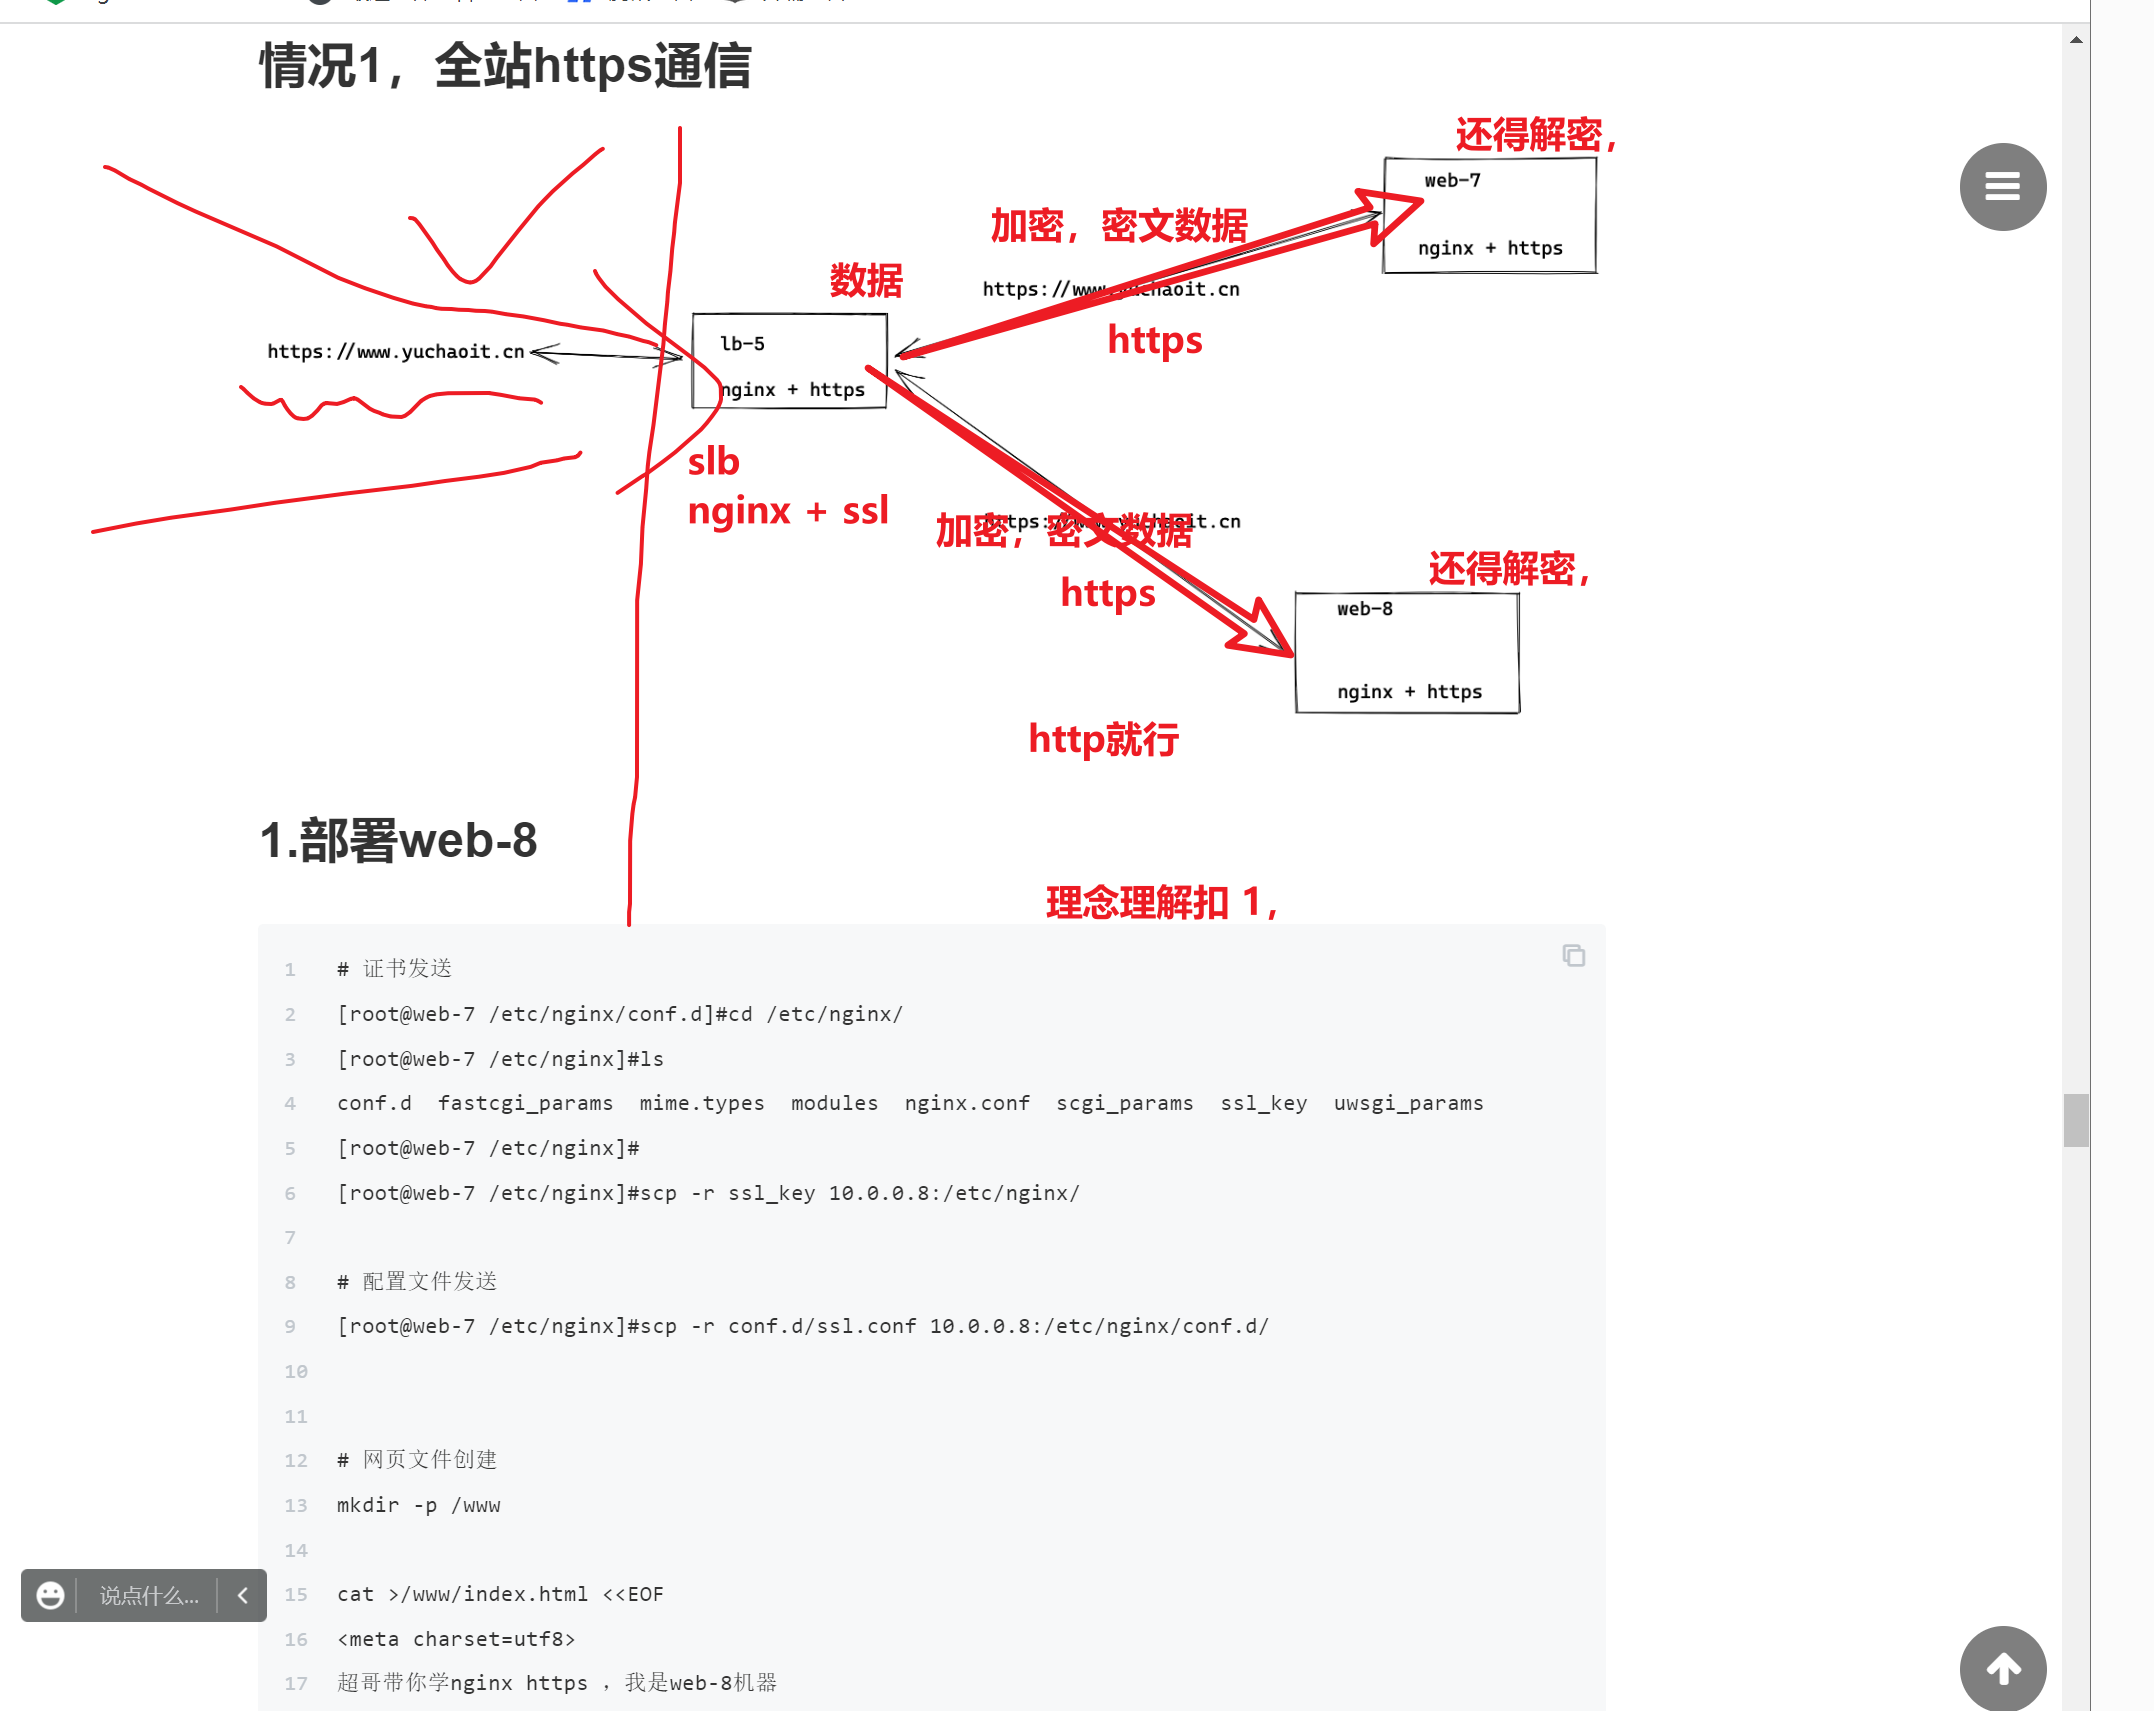 情况1，全站https通信
还得解密，
web-7
nginx + https
加密，密文数据
https://www.yuchaoit.cn
https
数据
lb-5
nginx + https
https://www.yuchaoit.cn
slb
nginx + ssl
加密，密文数据
https://www.yuchaoit.cn
https
还得解密，
web-8
nginx + https
http就行
1.部署web-8
理念理解扣 1，
1 # 证书发送
2 [root@web-7 /etc/nginx/conf.d]#cd /etc/nginx/
3 [root@web-7 /etc/nginx]#ls
4 conf.d  fastcgi_params  mime.types  modules  nginx.conf  scgi_params  ssl_key  uwsgi_params
5 [root@web-7 /etc/nginx]#
6 [root@web-7 /etc/nginx]#scp -r ssl_key 10.0.0.8:/etc/nginx/
7
8 # 配置文件发送
9 [root@web-7 /etc/nginx]#scp -r conf.d/ssl.conf 10.0.0.8:/etc/nginx/conf.d/
10
11
12 # 网页文件创建
13 mkdir -p /www
14
15 cat >/www/index.html <<EOF
16 <meta charset=utf8>
17 超哥带你学nginx https ，我是web-8机器
说点什么...